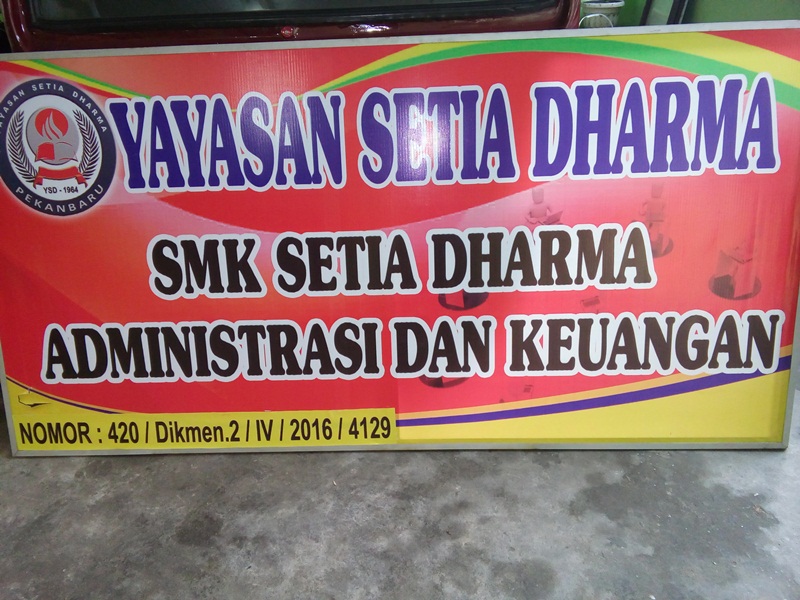 YAYASAN SETIA DHARMA
YSD - 1964
PEKANBARU
YAYASAN SETIA DHARMA
SMK SETIA DHARMA
ADMINISTRASI DAN KEUANGAN
NOMOR : 420 / Dikmen.2 / IV / 2016 / 4129